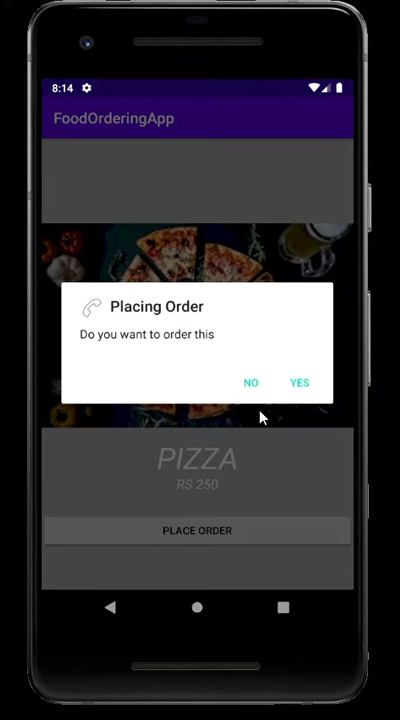 8:14
FoodOrderingApp
Placing Order
Do you want to order this
NO YES
PIZZA
RS 250
PLACE ORDER